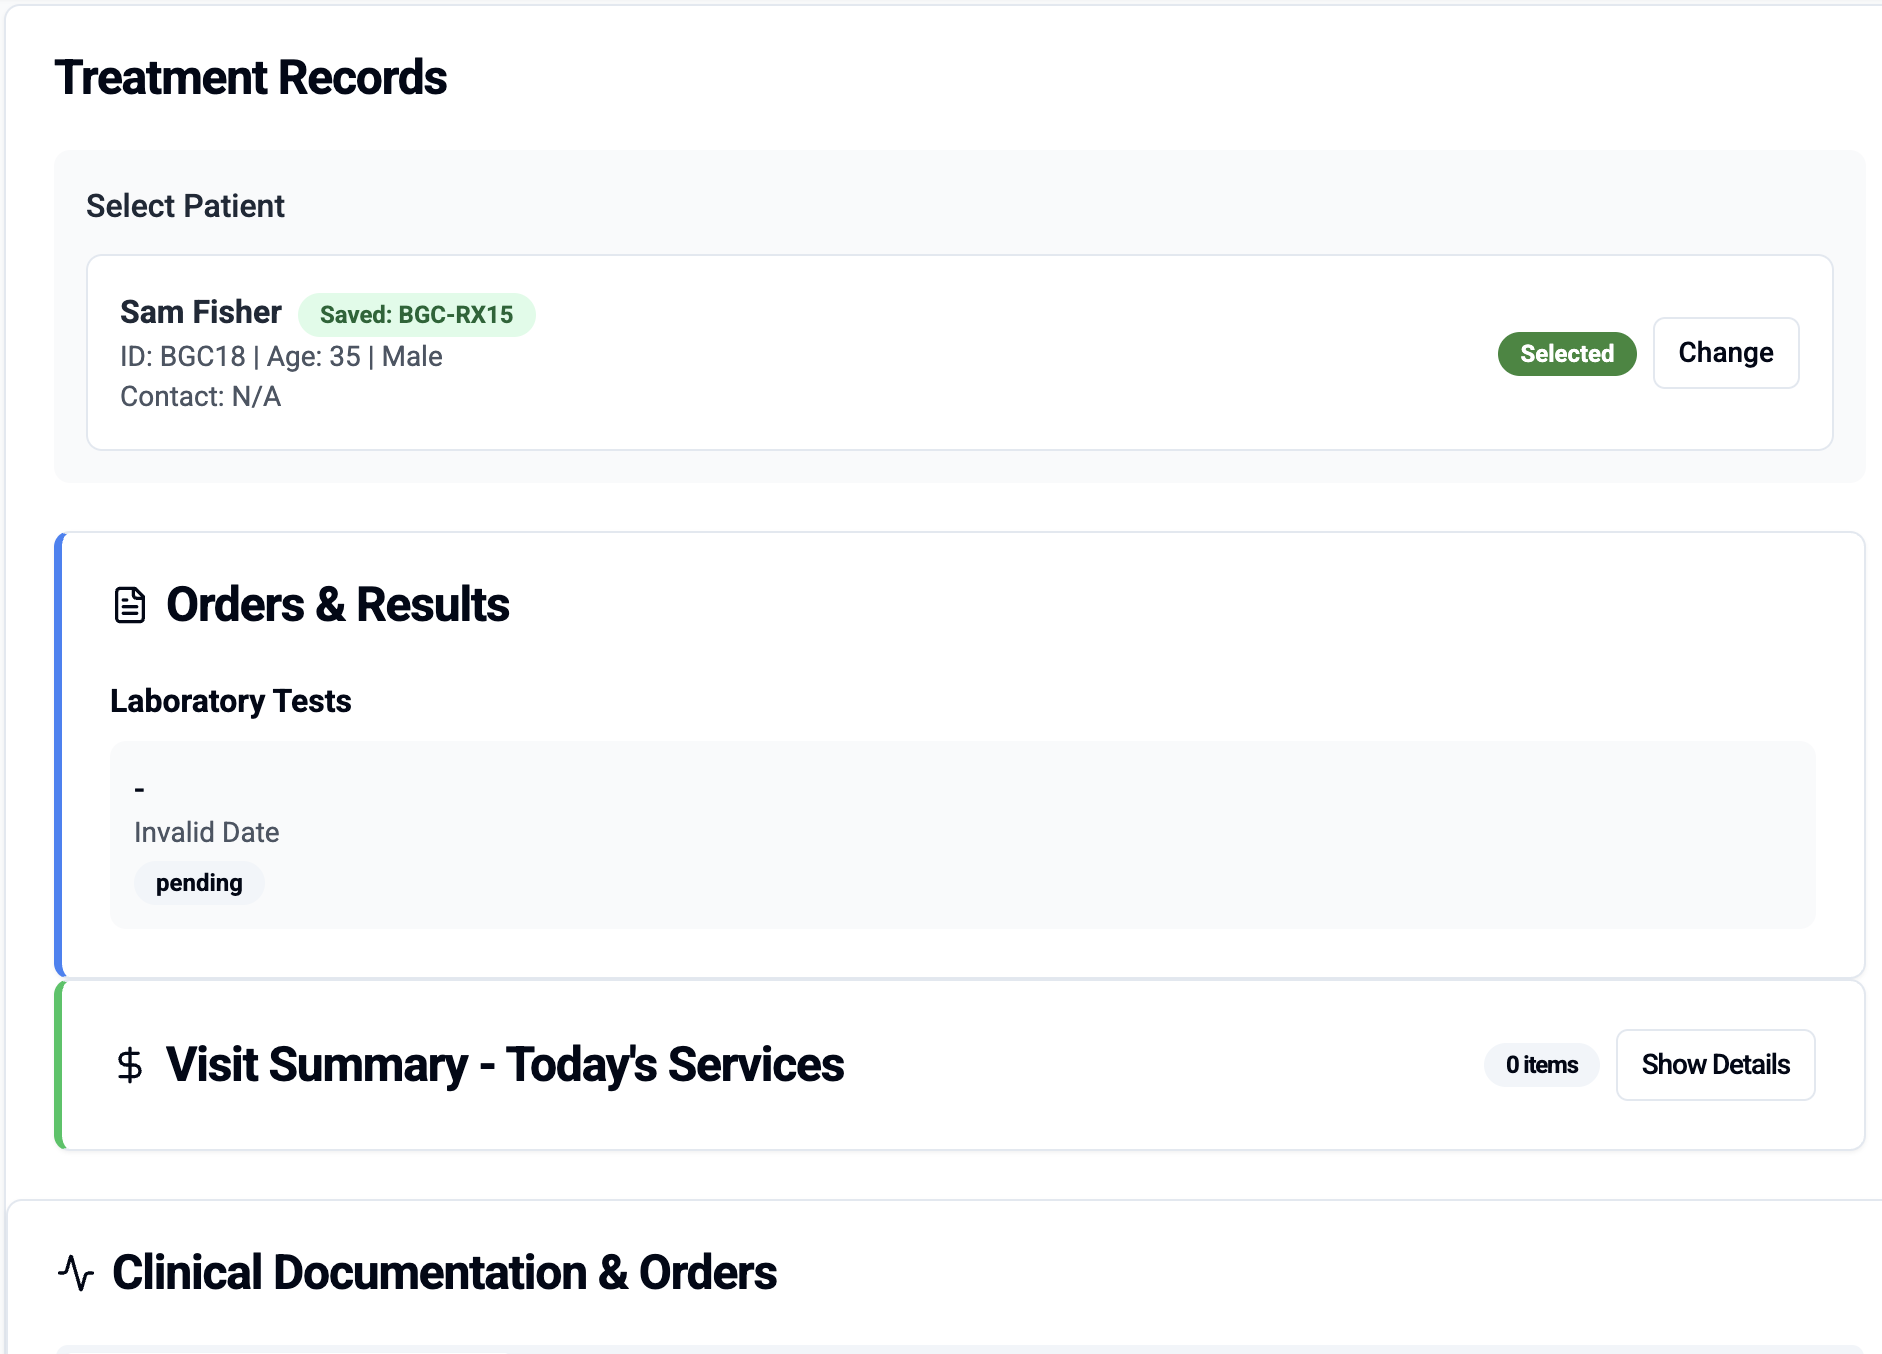 Treatment Records
Select Patient
Sam Fisher Saved: BGC-RX15
ID: BGC18 | Age: 35 | Male
Contact: N/A
Selected
Change
Orders & Results
Laboratory Tests
-
Invalid Date
pending
Visit Summary - Today's Services
0 items
Show Details
Clinical Documentation & Orders